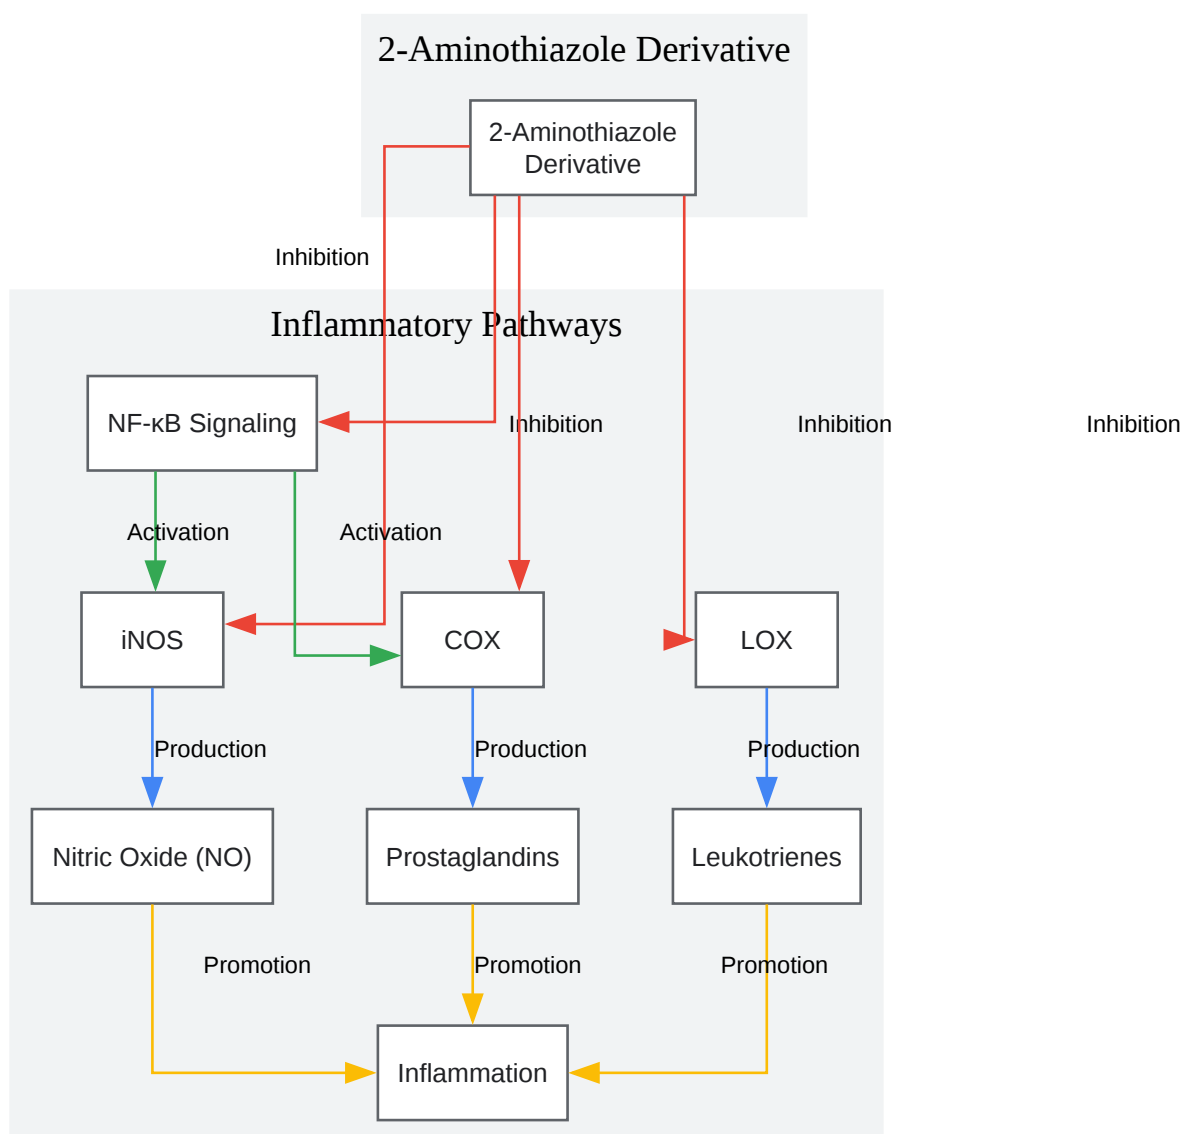 2-Aminothiazole Derivative
2-Aminothiazole
Derivative
Inhibition
Inflammatory Pathways
NF-κB Signaling
Inhibition
Inhibition
Inhibition
Activation
Activation
iNOS
COX
LOX
Production
Production
Production
Nitric Oxide (NO)
Prostaglandins
Leukotrienes
Promotion
Promotion
Promotion
Inflammation